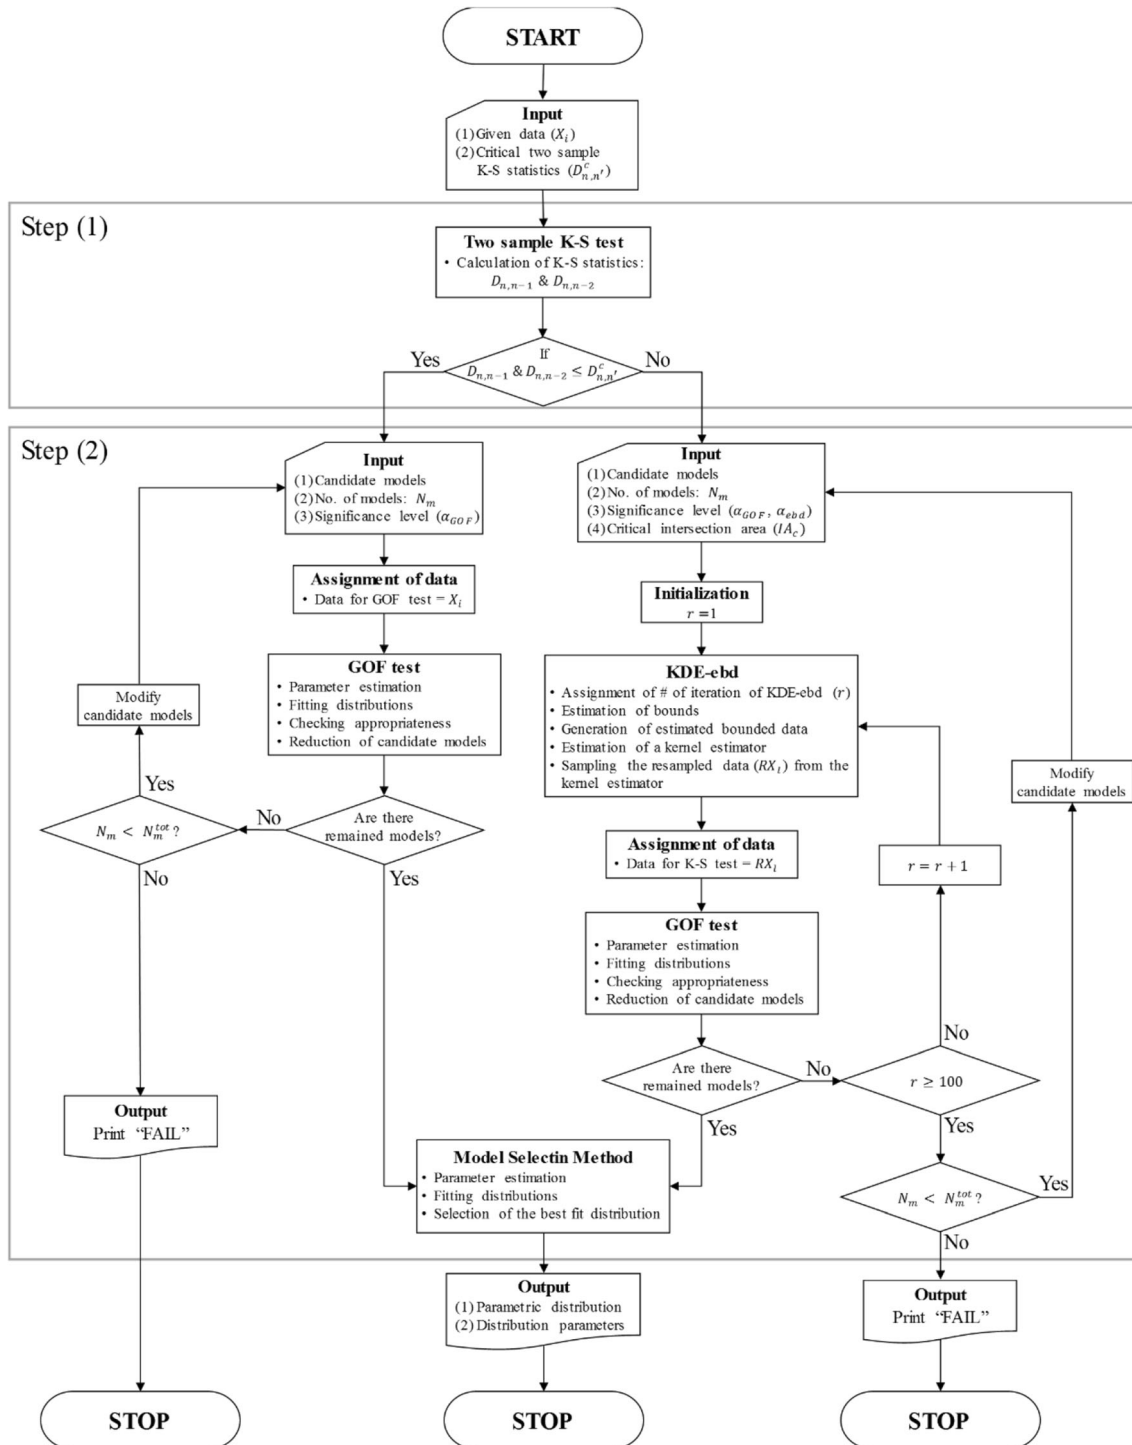 START
Input
(1) Given data (Xᵢ)
(2) Critical two sample
K-S statistics (Dᶜₙ,ₙ′)
Step (1)
Two sample K-S test
• Calculation of K-S statistics:
Dₙ,ₙ₋₁ & Dₙ,ₙ₋₂
Yes
If
Dₙ,ₙ₋₁ & Dₙ,ₙ₋₂ ≤ Dᶜₙ,ₙ′
No
Step (2)
Input
(1) Candidate models
(2) No. of models: Nₘ
(3) Significance level (α_GOF)
Assignment of data
• Data for GOF test = Xᵢ
GOF test
• Parameter estimation
• Fitting distributions
• Checking appropriateness
• Reduction of candidate models
Are there
remained models?
No
Yes
Nₘ < Nₘᵗᵒᵗ?
Yes
No
Modify
candidate models
Output
Print “FAIL”
STOP
Input
(1) Candidate models
(2) No. of models: Nₘ
(3) Significance level (α_GOF, α_ebd)
(4) Critical intersection area (IA_c)
Initialization
r = 1
KDE-ebd
• Assignment of # of iteration of KDE-ebd (r)
• Estimation of bounds
• Generation of estimated bounded data
• Estimation of a kernel estimator
• Sampling the resampled data (RXᵢ) from the
kernel estimator
Assignment of data
• Data for K-S test = RXᵢ
GOF test
• Parameter estimation
• Fitting distributions
• Checking appropriateness
• Reduction of candidate models
Are there
remained models?
No
Yes
r ≥ 100
No
Yes
r = r + 1
Nₘ < Nₘᵗᵒᵗ?
Yes
No
Modify
candidate models
Model Selectin Method
• Parameter estimation
• Fitting distributions
• Selection of the best fit distribution
Output
(1) Parametric distribution
(2) Distribution parameters
STOP
Output
Print “FAIL”
STOP